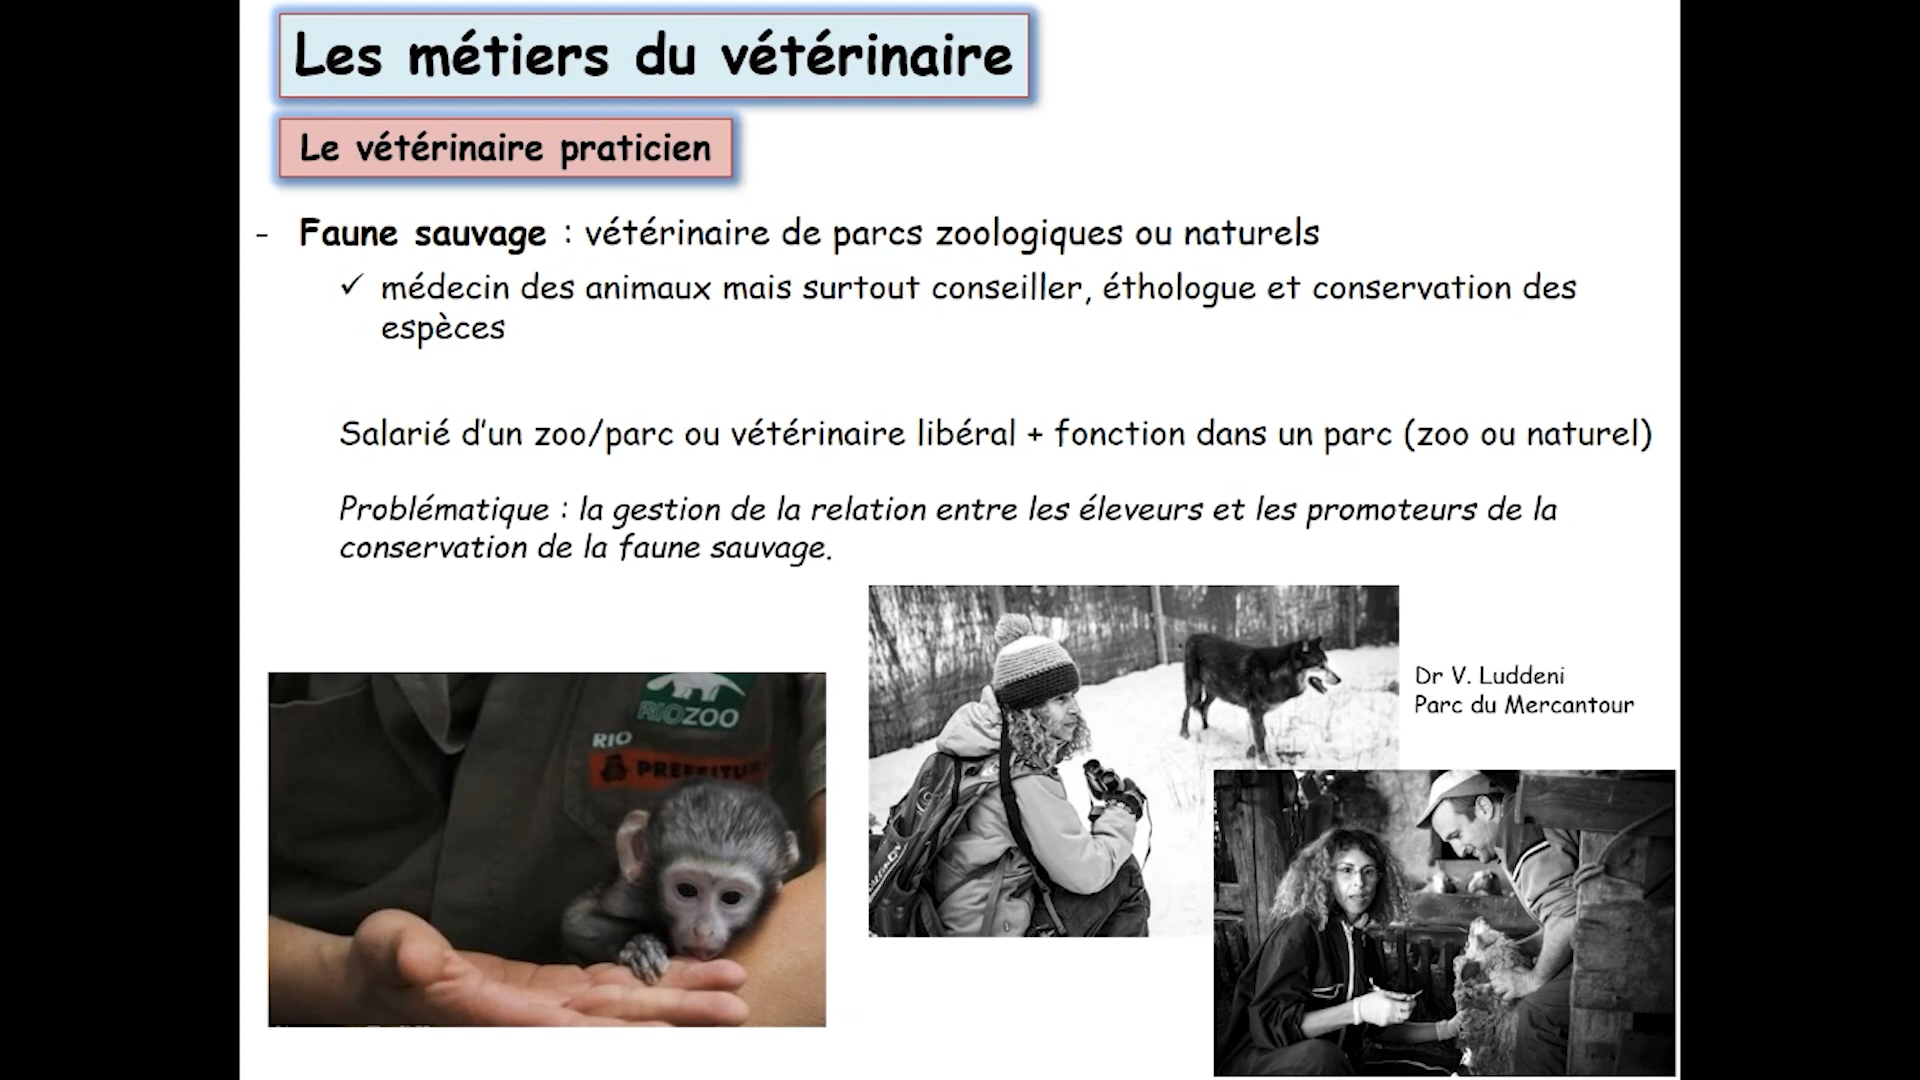 Les métiers du vétérinaire
Le vétérinaire praticien
- Faune sauvage : vétérinaire de parcs zoologiques ou naturels
✓ médecin des animaux mais surtout conseiller, éthologue et conservation des
espèces
Salarié d'un zoo/parc ou vétérinaire libéral + fonction dans un parc (zoo ou naturel)
Problématique : la gestion de la relation entre les éleveurs et les promoteurs de la
conservation de la faune sauvage.
Dr V. Luddeni
Parc du Mercantour
RIOZOO
RIO
PREFEITUR